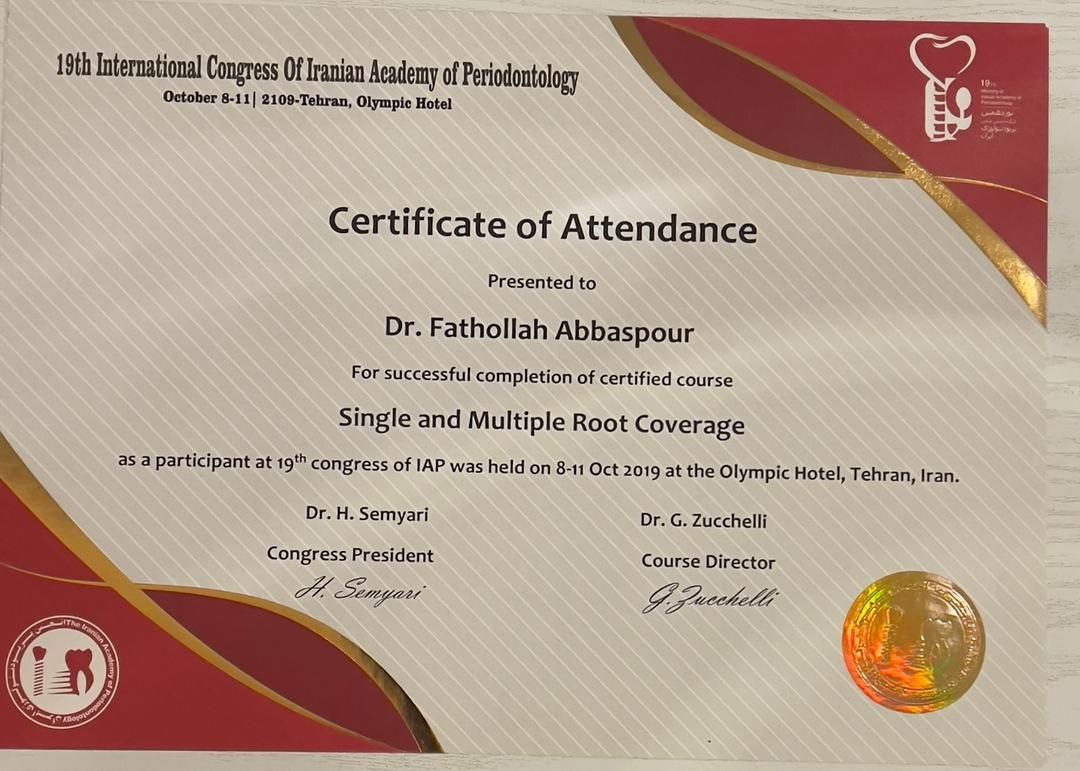 19th International Congress Of Iranian Academy of Periodontology
October 8-11| 2109-Tehran, Olympic Hotel
19th
Certificate of Attendance
Presented to
Dr. Fathollah Abbaspour
For successful completion of certified course
Single and Multiple Root Coverage
as a participant at 19th congress of IAP was held on 8-11 Oct 2019 at the Olympic Hotel, Tehran, Iran.
Dr. H. Semyari
Dr. G. Zucchelli
Congress President
Course Director
H. Semyari
G. Zucchelli
The Iranian Academy of Periodontology